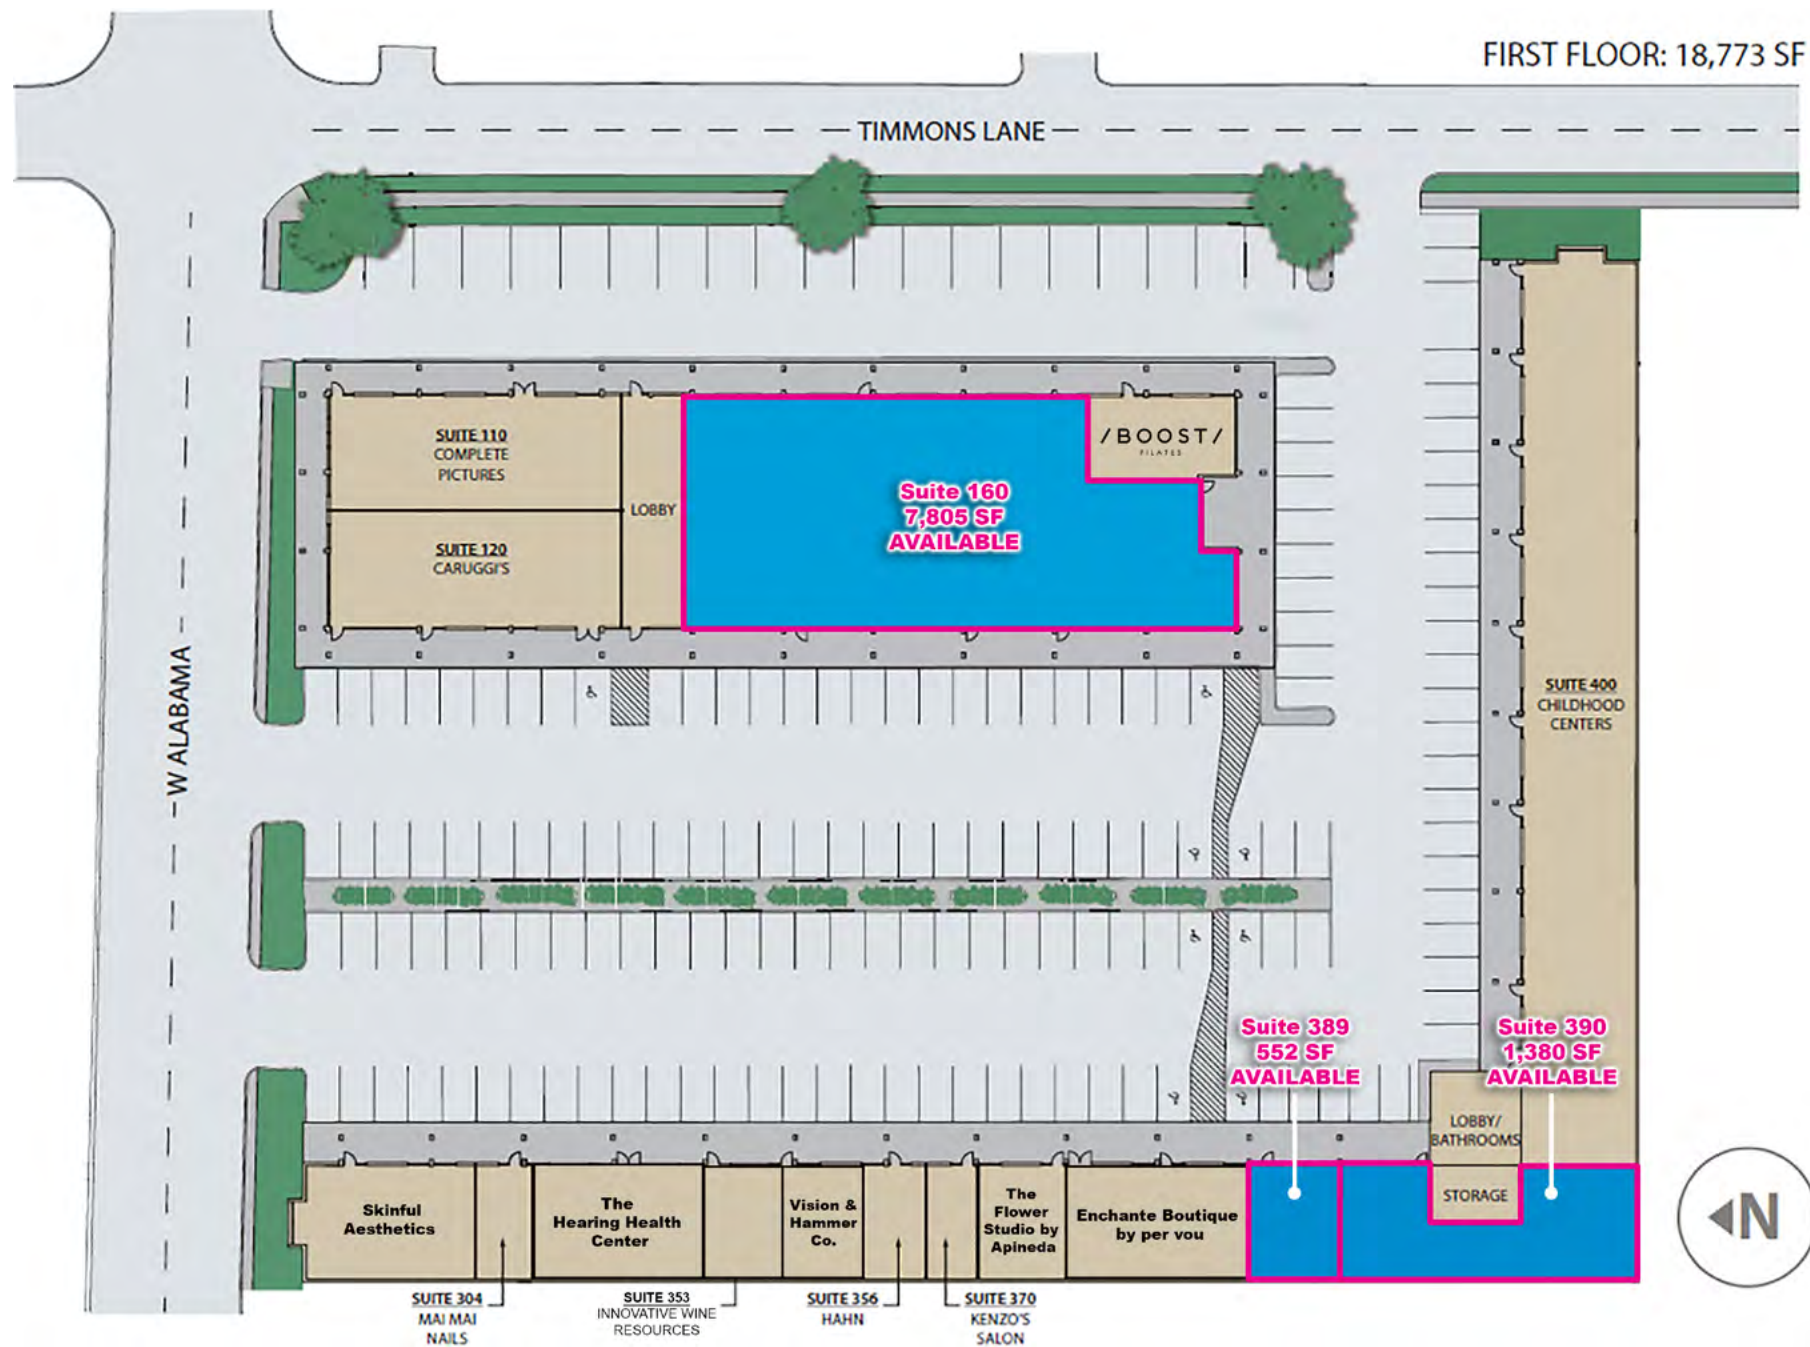 FIRST FLOOR: 18,773 SF
TIMMONS LANE
W ALABAMA
SUITE 110
COMPLETE
PICTURES
LOBBY
SUITE 120
CARUGGI'S
Suite 160
7,805 SF
AVAILABLE
/BOOST/
PILATES
SUITE 400
CHILDHOOD
CENTERS
Suite 389
552 SF
AVAILABLE
Suite 390
1,380 SF
AVAILABLE
LOBBY/
BATHROOMS
STORAGE
Skinful
Aesthetics
The
Hearing Health
Center
Vision &
Hammer
Co.
The
Flower
Studio by
Apineda
Enchante Boutique
by per vou
SUITE 304
MAI MAI
NAILS
SUITE 353
INNOVATIVE WINE
RESOURCES
SUITE 356
HAHN
SUITE 370
KENZO'S
SALON
N